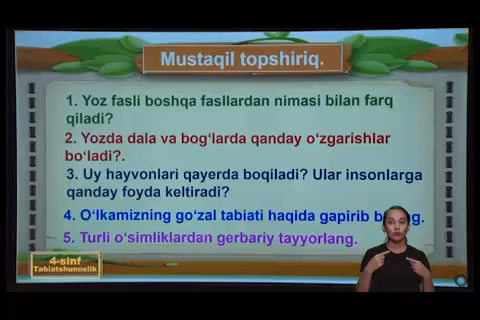 Mustaqil topshiriq.
1. Yoz fasli boshqa fasllardan nimasi bilan farq
qiladi?
2. Yozda dala va bog‘larda qanday o‘zgarishlar
bo‘ladi?.
3. Uy hayvonlari qayerda boqiladi? Ular insonlarga
qanday foyda keltiradi?
4. O‘lkamizning go‘zal tabiati haqida gapirib
5. Turli o‘simliklardan gerbariy tayyorlang.
4-sinf
Tabiatshunoslik